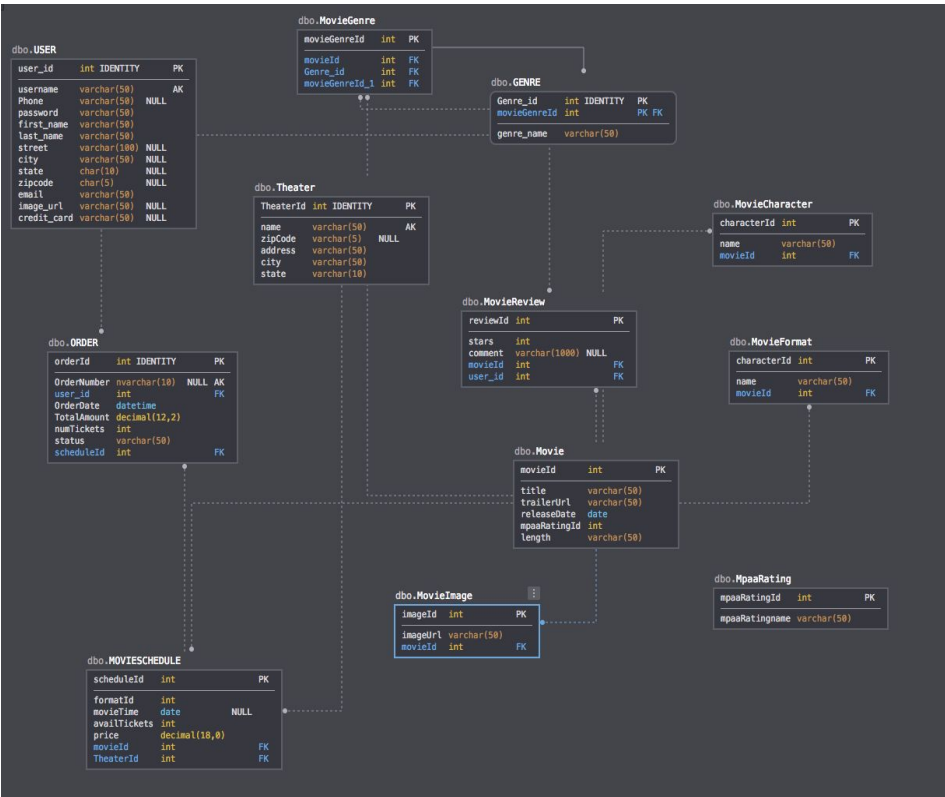 dbo.MovieGenre
movieGenreId int PK
movieId int FK
Genre_id int FK
movieGenreId_1 int FK
dbo.USER
user_id int IDENTITY PK
username varchar(50) AK
Phone varchar(50) NULL
password varchar(50)
first_name varchar(50)
last_name varchar(50)
street varchar(100) NULL
city varchar(50) NULL
state char(10) NULL
zipcode char(5) NULL
email varchar(50)
image_url varchar(50) NULL
credit_card varchar(50) NULL
dbo.GENRE
Genre_id int IDENTITY PK
movieGenreId int PK FK
genre_name varchar(50)
dbo.Theater
TheaterId int IDENTITY PK
name varchar(50) AK
zipCode varchar(5) NULL
address varchar(50)
city varchar(50)
state varchar(10)
dbo.MovieCharacter
characterId int PK
name varchar(50)
movieId int FK
dbo.MovieReview
reviewId int PK
stars int
comment varchar(1000) NULL
movieId int FK
user_id int FK
dbo.ORDER
orderId int IDENTITY PK
OrderNumber nvarchar(10) NULL AK
user_id int FK
OrderDate datetime
TotalAmount decimal(12,2)
numTickets int
status varchar(50)
scheduleId int FK
dbo.MovieFormat
characterId int PK
name varchar(50)
movieId int FK
dbo.Movie
movieId int PK
title varchar(50)
trailerUrl varchar(50)
releaseDate date
mpaaRatingId int
length varchar(50)
dbo.MovieImage
imageId int PK
imageUrl varchar(50)
movieId int FK
dbo.MpaaRating
mpaaRatingId int PK
mpaaRatingname varchar(50)
dbo.MOVIESCHEDULE
scheduleId int PK
formatId int
movieTime date NULL
availTickets int
price decimal(18,0)
movieId int FK
TheaterId int FK